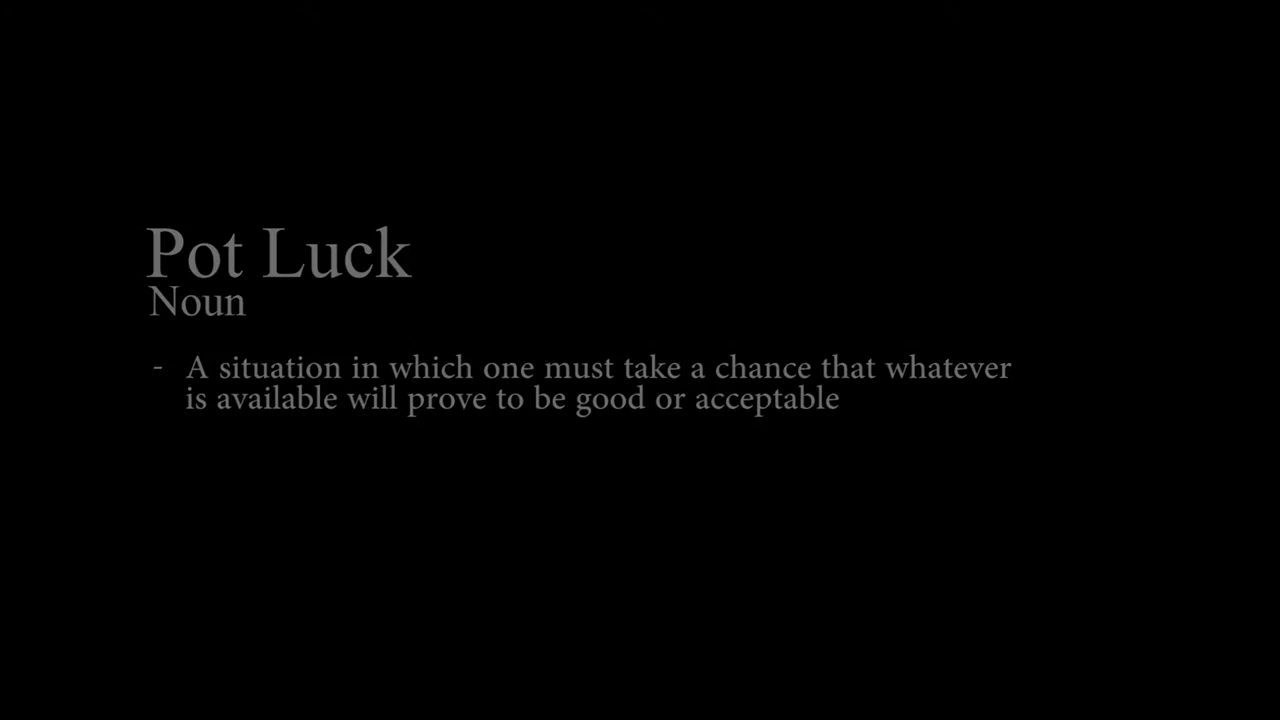 Pot Luck
Noun
- A situation in which one must take a chance that whatever
is available will prove to be good or acceptable